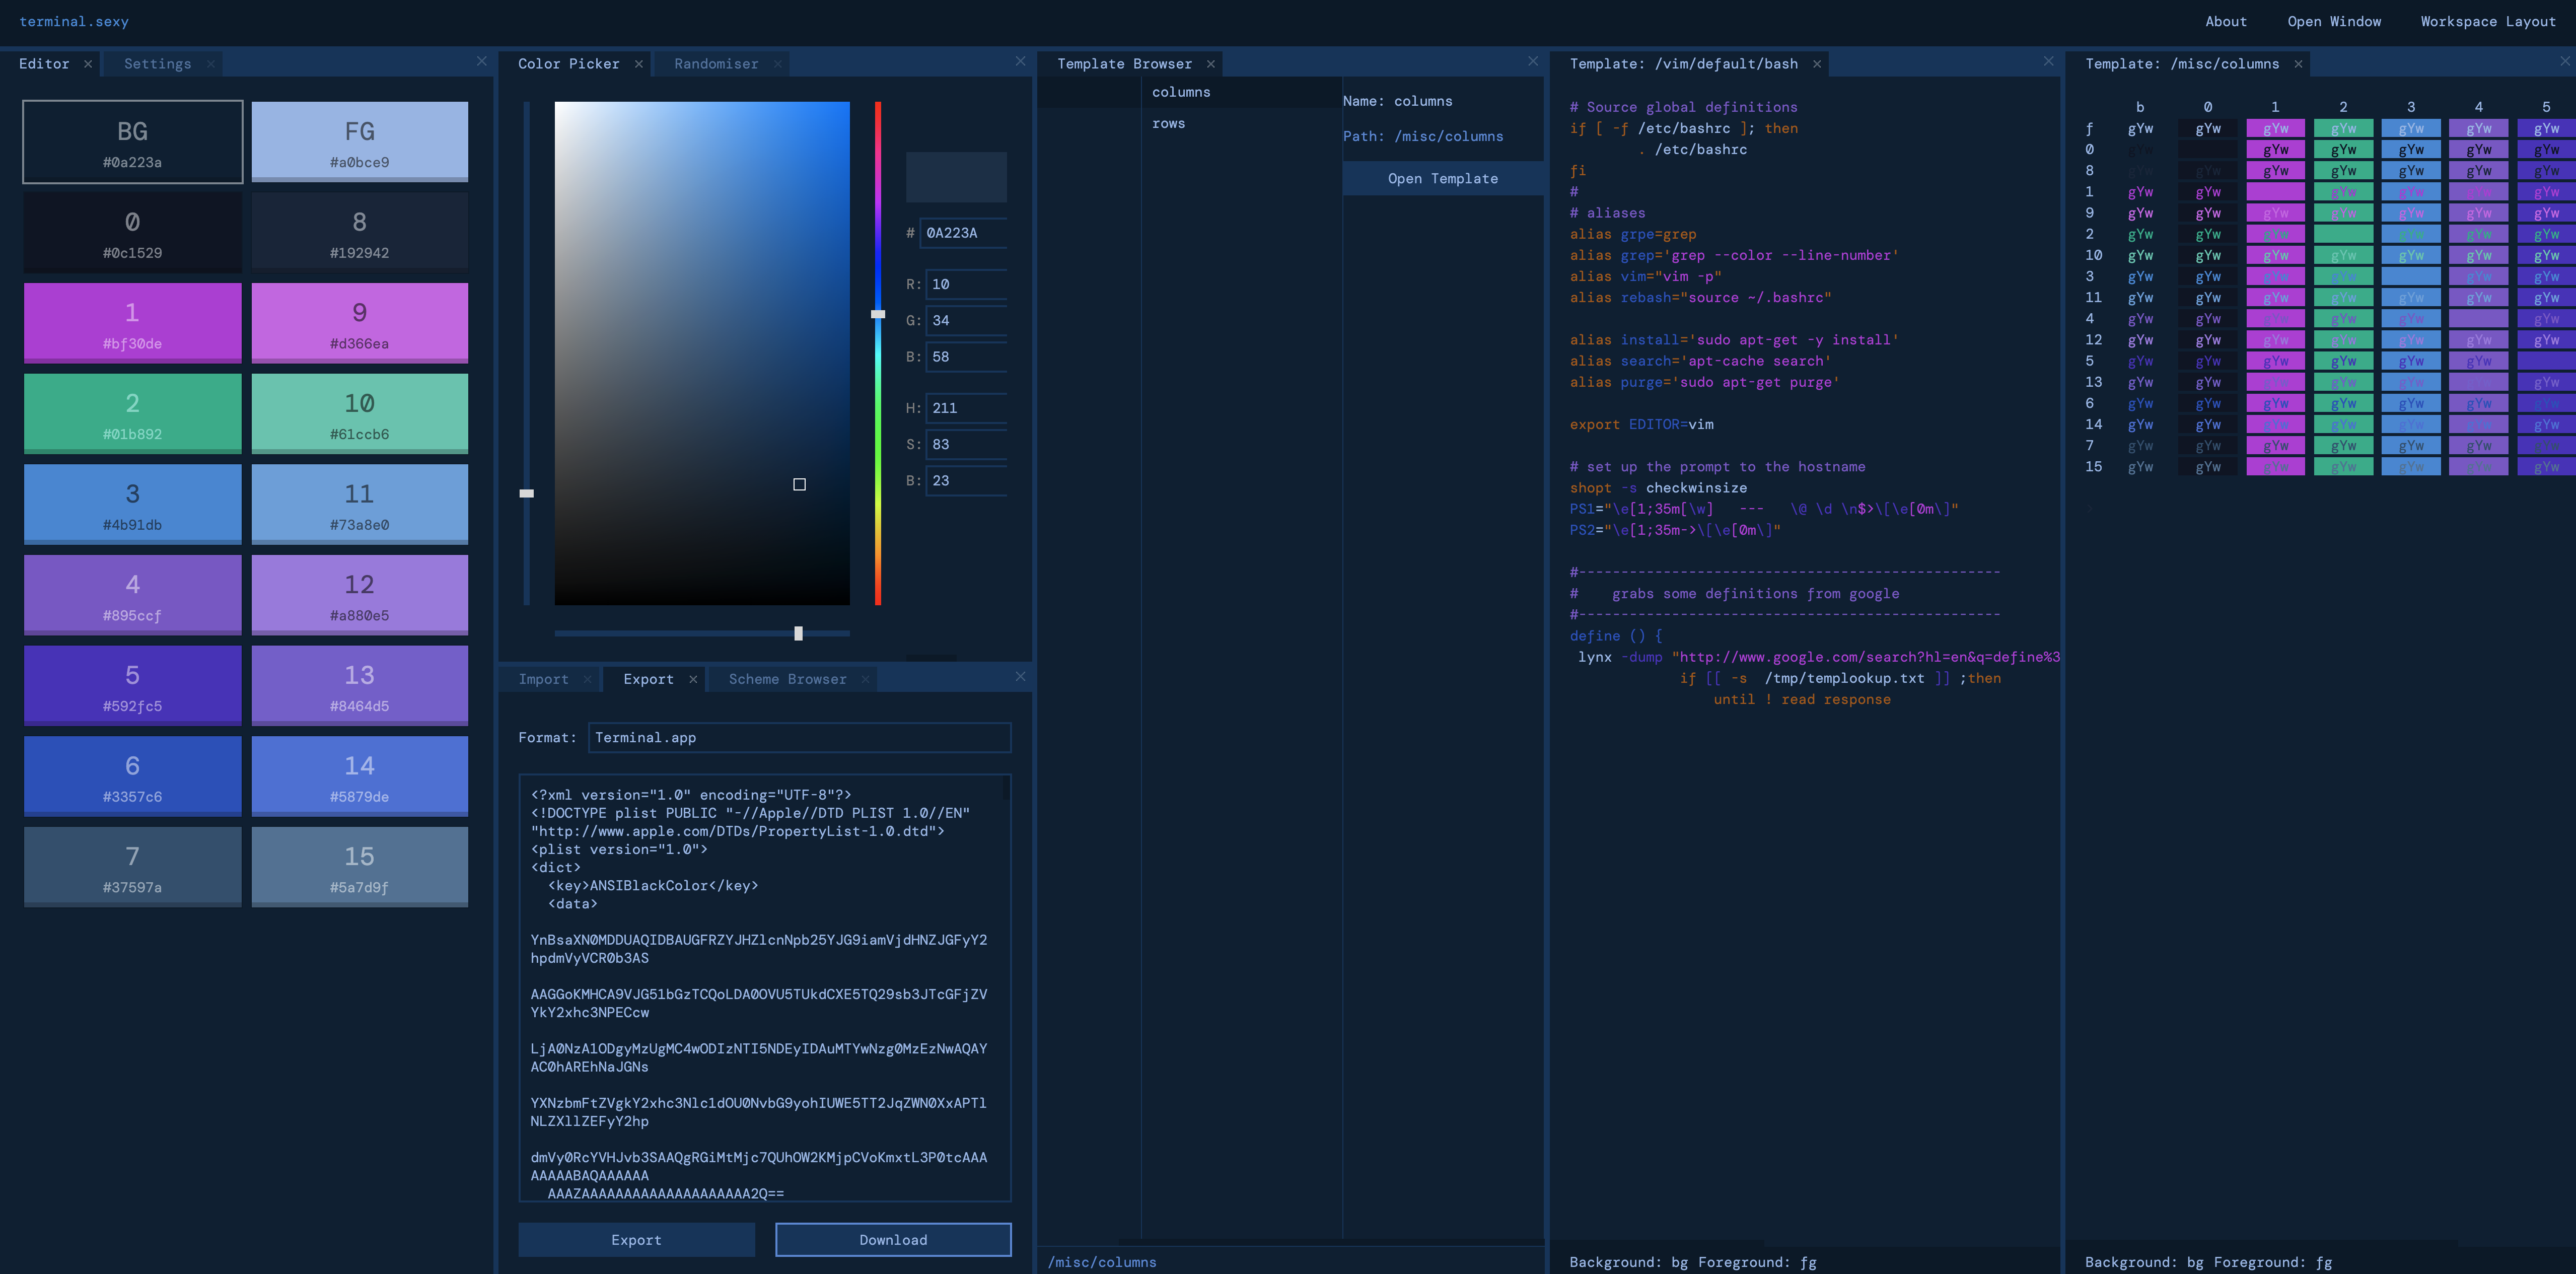 terminal.sexy
About
Open Window
Workspace Layout
Editor
Settings
BG
#0a223a
FG
#a0bce9
0
#0c1529
8
#192942
1
#bf30de
9
#d366ea
2
#01b892
10
#61ccb6
3
#4b91db
11
#73a8e0
4
#895ccf
12
#a880e5
5
#592fc5
13
#8464d5
6
#3357c6
14
#5879de
7
#37597a
15
#5a7d9f
Color Picker
Randomiser
# 0A223A
R: 10
G: 34
B: 58
H: 211
S: 83
B: 23
Import
Export
Scheme Browser
Format: Terminal.app
<?xml version="1.0" encoding="UTF-8"?>
<!DOCTYPE plist PUBLIC "-//Apple//DTD PLIST 1.0//EN"
"http://www.apple.com/DTDs/PropertyList-1.0.dtd">
<plist version="1.0">
<dict>
<key>ANSIBlackColor</key>
<data>
YnBsaXN0MDDUAQIDBAUGFRZYJHZlcnNpb25YJG9iamVjdHNZJGFyY2
hpdmVyVCR0b3AS
AAGGoKMHCA9VJG51bGzTCQoLDA0OVU5TUkdCXE5TQ29sb3JTcGFjZV
YkY2xhc3NPECcw
LjA0NzA1ODgyMzUgMC4wODIzNTI5NDEyIDAuMTYwNzg0MzEzNwAQAY
AC0hAREhNaJGNs
YXNzbmFtZVgkY2xhc3Nlc1dOU0NvbG9yohIUWE5TT2JqZWN0XxAPTl
NLZXllZEFyY2hp
dmVy0RcYVHJvb3SAAQgRGiMtMjc7QUhOW2KMjpCVoKmxtL3P0tcAAA
AAAAABAQAAAAAA
AAAZAAAAAAAAAAAAAAAAAAAA2Q==
Export
Download
Template Browser
columns
rows
Name: columns
Path: /misc/columns
Open Template
/misc/columns
Template: /vim/default/bash
# Source global definitions
if [ -f /etc/bashrc ]; then
. /etc/bashrc
fi
#
# aliases
alias grpe=grep
alias grep='grep --color --line-number'
alias vim="vim -p"
alias rebash="source ~/.bashrc"
alias install='sudo apt-get -y install'
alias search='apt-cache search'
alias purge='sudo apt-get purge'
export EDITOR=vim
# set up the prompt to the hostname
shopt -s checkwinsize
PS1="\e[1;35m[\w]   ---   \@ \d \n$>\[\e[0m\]"
PS2="\e[1;35m->\[\e[0m\]"
#--------------------------------------------------
#    grabs some definitions from google
#--------------------------------------------------
define () {
lynx -dump "http://www.google.com/search?hl=en&q=define%3
if [[ -s  /tmp/templookup.txt ]] ;then
until ! read response
Background: bg Foreground: fg
Template: /misc/columns
b 0 1 2 3 4 5
f gYw gYw gYw gYw gYw gYw gYw
0 gYw gYw gYw gYw gYw gYw
8 gYw gYw gYw gYw gYw gYw gYw
1 gYw gYw gYw gYw gYw gYw
9 gYw gYw gYw gYw gYw gYw gYw
2 gYw gYw gYw gYw gYw
10 gYw gYw gYw gYw gYw gYw gYw
3 gYw gYw gYw gYw gYw gYw
11 gYw gYw gYw gYw gYw gYw gYw
4 gYw gYw gYw gYw gYw gYw
12 gYw gYw gYw gYw gYw gYw gYw
5 gYw gYw gYw gYw gYw gYw
13 gYw gYw gYw gYw gYw gYw
6 gYw gYw gYw gYw gYw gYw gYw
14 gYw gYw gYw gYw gYw gYw gYw
7 gYw gYw gYw gYw gYw gYw
15 gYw gYw gYw gYw gYw gYw gYw
Background: bg Foreground: fg